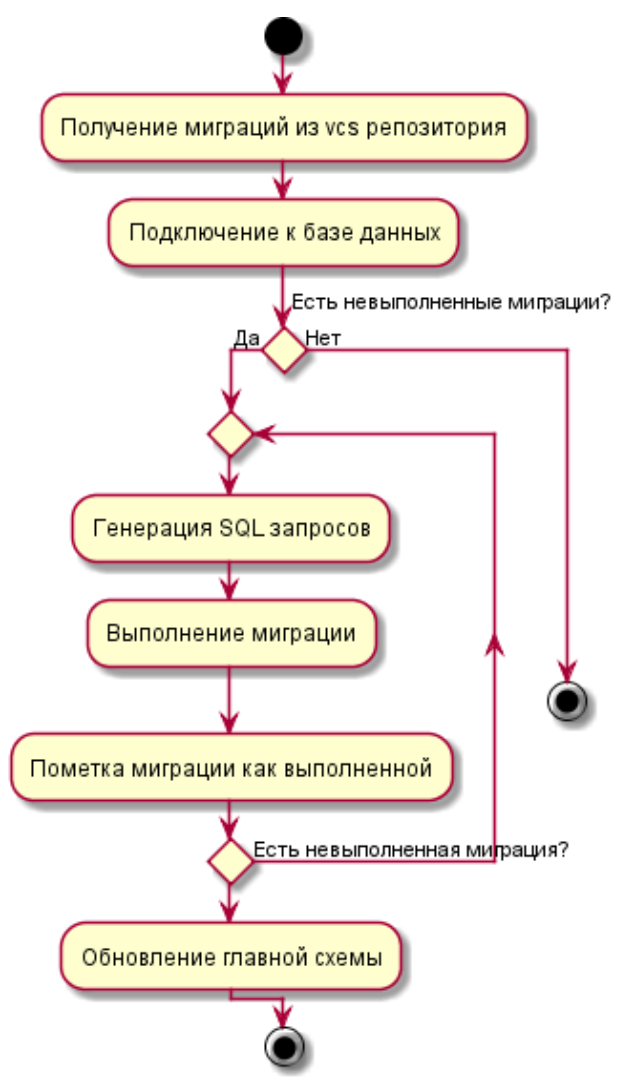 Получение миграций из vcs репозитория
Подключение к базе данных
Есть невыполненные миграции?
Да
Нет
Генерация SQL запросов
Выполнение миграции
Пометка миграции как выполненной
Есть невыполненная миграция?
Обновление главной схемы